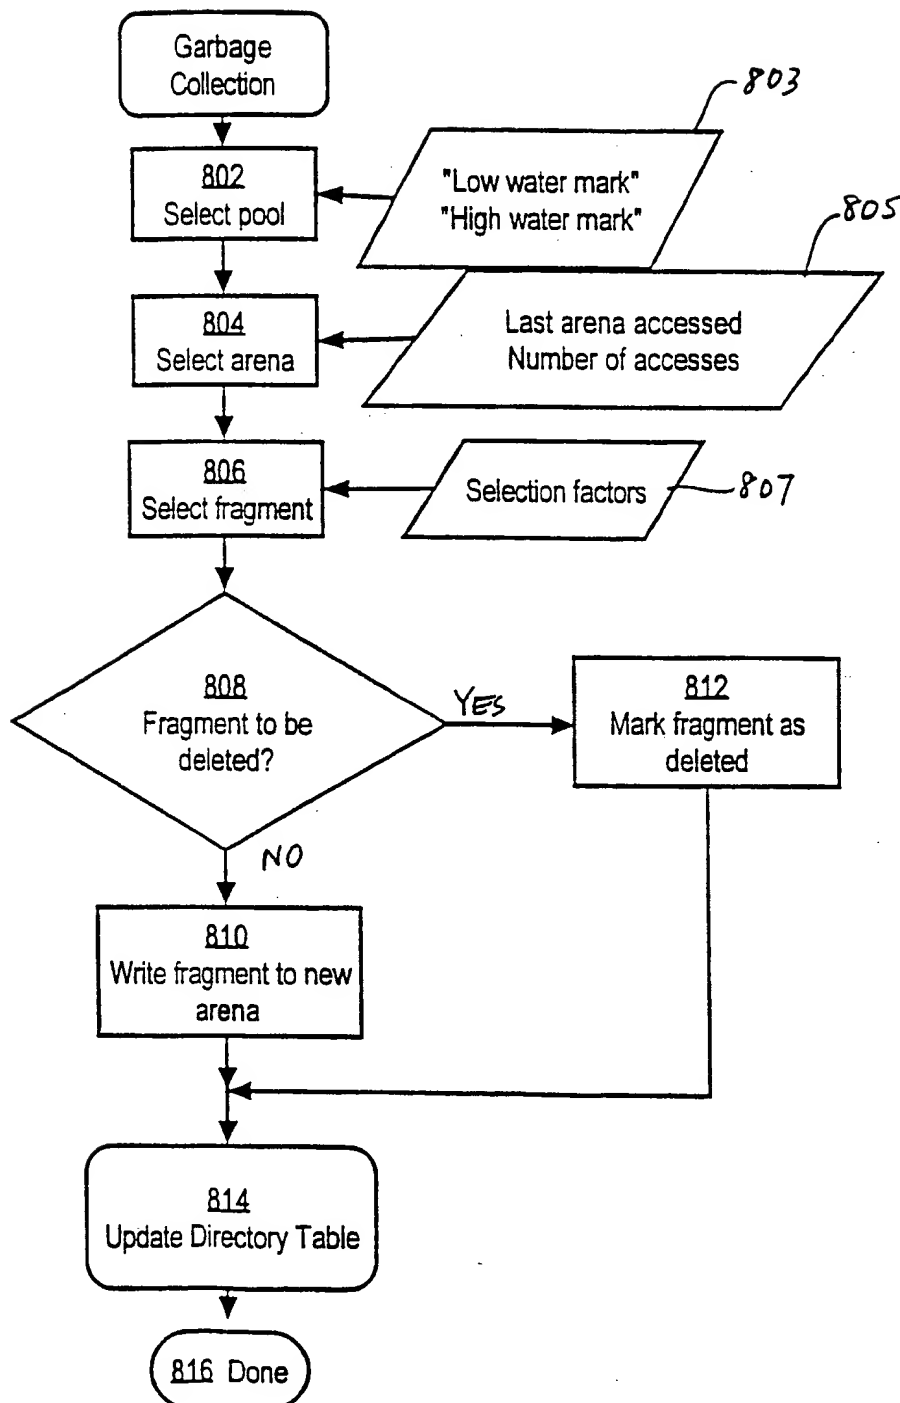 Garbage
Collection
803
802
Select pool
"Low water mark"
"High water mark"
805
804
Select arena
Last arena accessed
Number of accesses
806
Select fragment
Selection factors
807
808
Fragment to be
deleted?
YES
812
Mark fragment as
deleted
NO
810
Write fragment to new
arena
814
Update Directory Table
816 Done